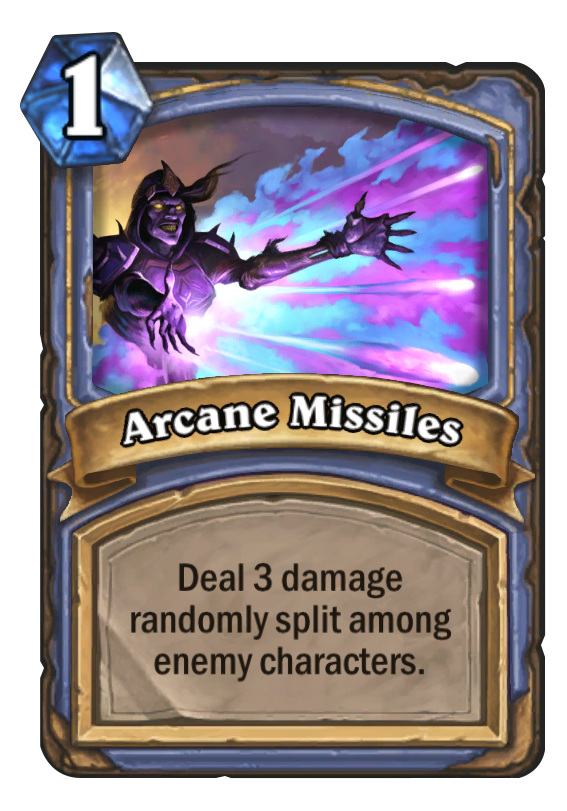 1
Arcane Missiles
Deal 3 damage
randomly split among
enemy characters.